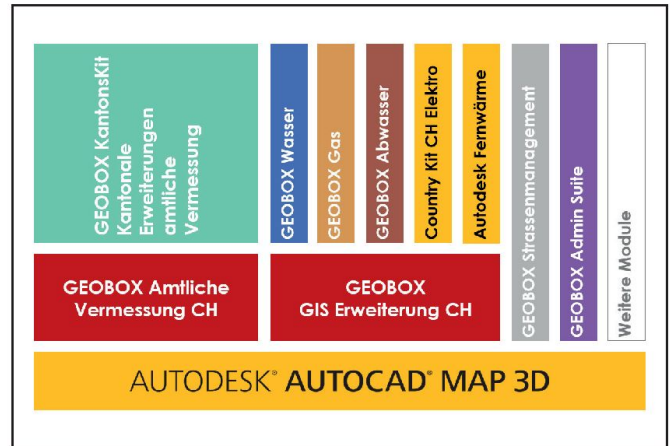 GEOBOX KantonsKit
Kantonale
Erweiterungen
amtliche
Vermessung
GEOBOX Wasser
GEOBOX Gas
GEOBOX Abwasser
Country Kit CH Elektro
Autodesk Fernwärme
GEOBOX Strassenmanagement
GEOBOX Admin Suite
Weitere Module
GEOBOX Amtliche
Vermessung CH
GEOBOX
GIS Erweiterung CH
AUTODESK® AUTOCAD® MAP 3D